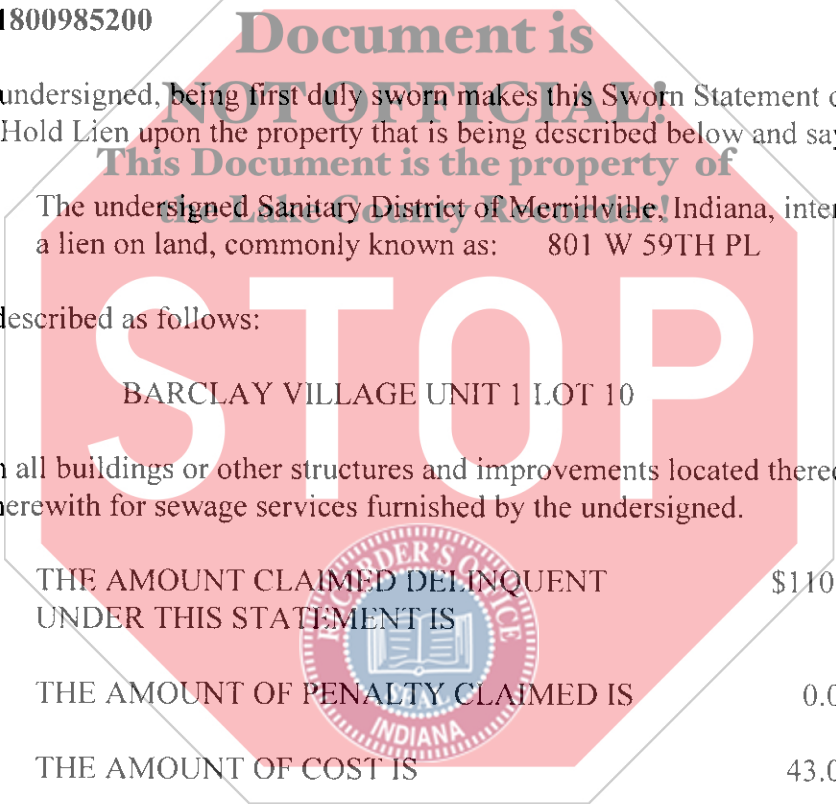 1800985200
Document is
NOT OFFICIAL!
undersigned, being first duly sworn makes this Sworn Statement
Hold Lien upon the property that is being described below and
This Document is the property of
the Lake County Recorder!
The undersigned Sanitary District of Merrillville, Indiana,
a lien on land, commonly known as: 801 W 59TH PL
STOP
described as follows:
BARCLAY VILLAGE UNIT 1 LOT 10
all buildings or other structures and improvements located
for sewage services furnished by the undersigned.
RECORDER'S OFFICE
THE AMOUNT CLAIMED DELINQUENT $110
UNDER THIS STATEMENT IS
SEAL
THE AMOUNT OF PENALTY CLAIMED IS 0.0
INDIANA
THE AMOUNT OF COST IS 43.0